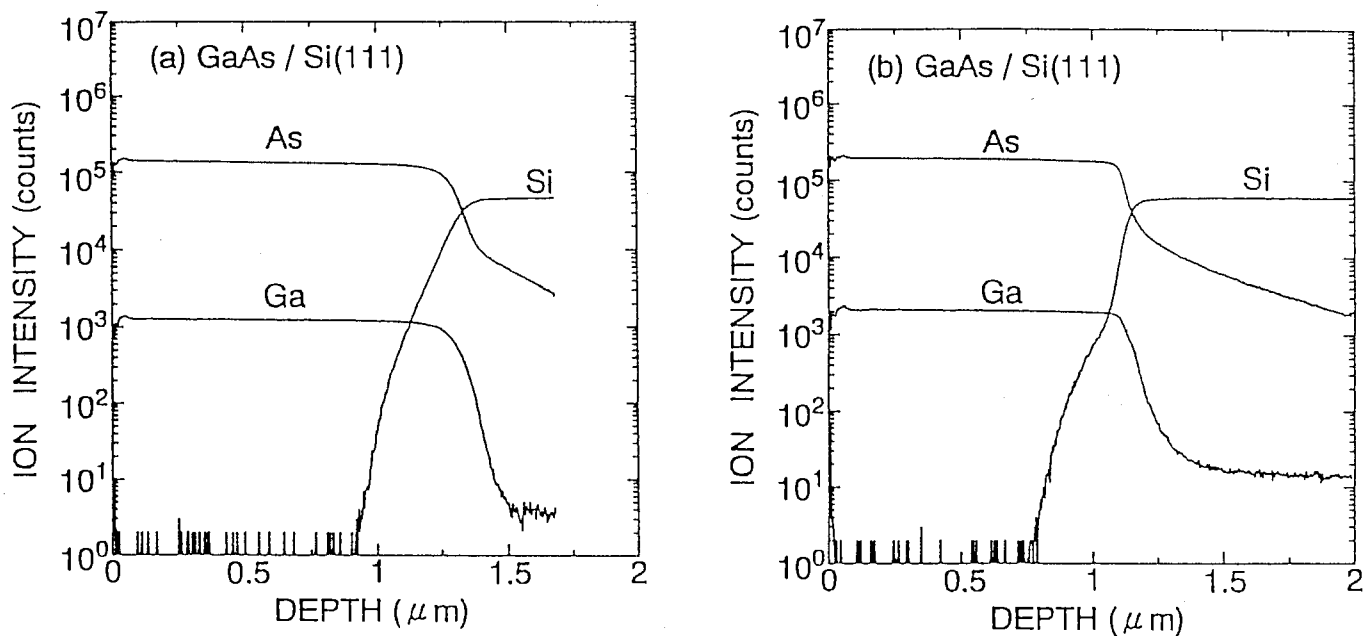 (a) GaAs / Si(111)
ION INTENSITY (counts)
10⁷
10⁶
10⁵
10⁴
10³
10²
10¹
10⁰
As
Si
Ga
0
0.5
1
1.5
2
DEPTH (μm)
(b) GaAs / Si(111)
ION INTENSITY (counts)
10⁷
10⁶
10⁵
10⁴
10³
10²
10¹
10⁰
As
Si
Ga
0
0.5
1
1.5
2
DEPTH (μm)